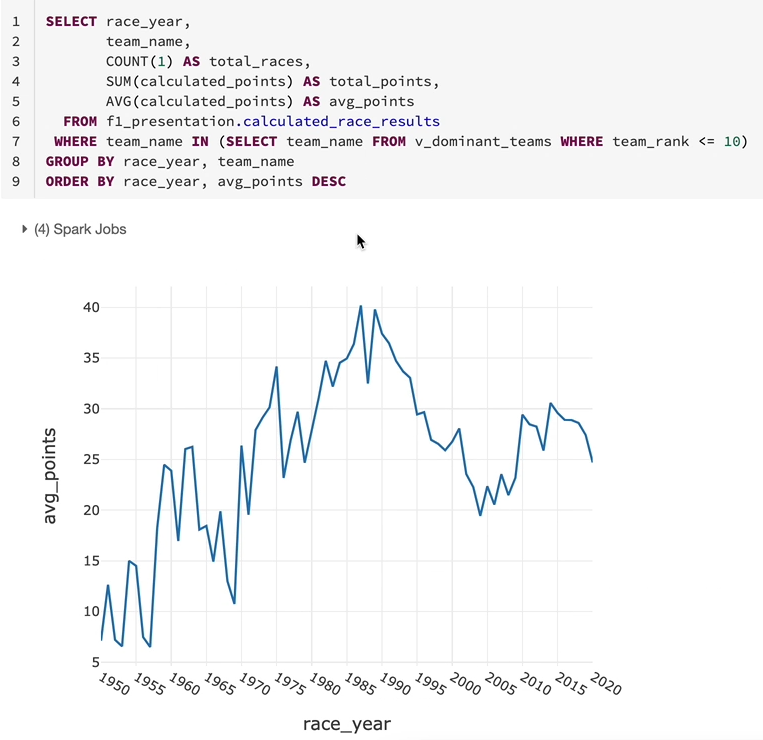 1 SELECT race_year,
2 team_name,
3 COUNT(1) AS total_races,
4 SUM(calculated_points) AS total_points,
5 AVG(calculated_points) AS avg_points
6 FROM f1_presentation.calculated_race_results
7 WHERE team_name IN (SELECT team_name FROM v_dominant_teams WHERE team_rank <= 10)
8 GROUP BY race_year, team_name
9 ORDER BY race_year, avg_points DESC
(4) Spark Jobs
40
35
30
25
20
15
10
5
avg_points
1950 1955 1960 1965 1970 1975 1980 1985 1990 1995 2000 2005 2010 2015 2020
race_year